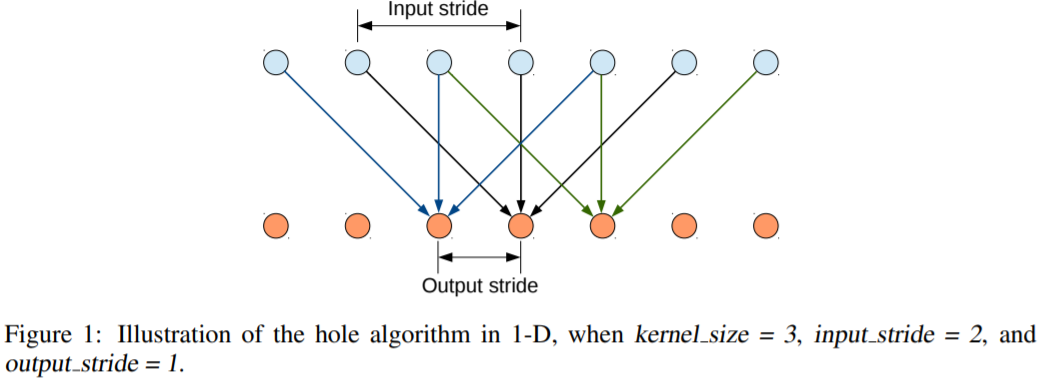 Input stride
Output stride
Figure 1: Illustration of the hole algorithm in 1-D, when kernel_size = 3, input_stride = 2, and
output_stride = 1.